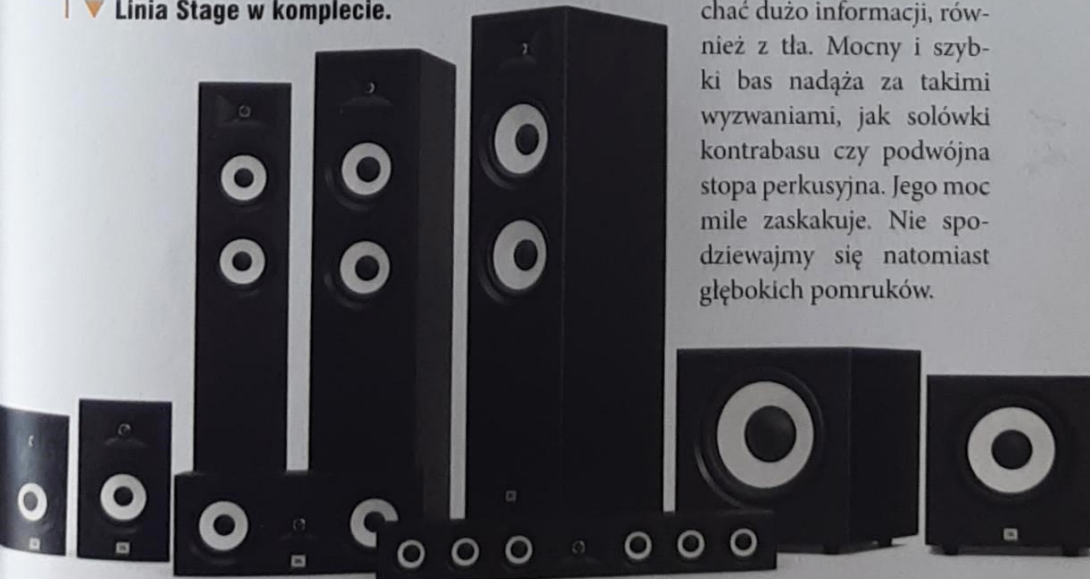 Linia Stage w komplecie.
chać dużo informacji, rów-
nież z tła. Mocny i szyb-
ki bas nadąża za takimi
wyzwaniami, jak solówki
kontrabasu czy podwójna
stopa perkusyjna. Jego moc
mile zaskakuje. Nie spo-
dziewajmy się natomiast
głębokich pomruków.